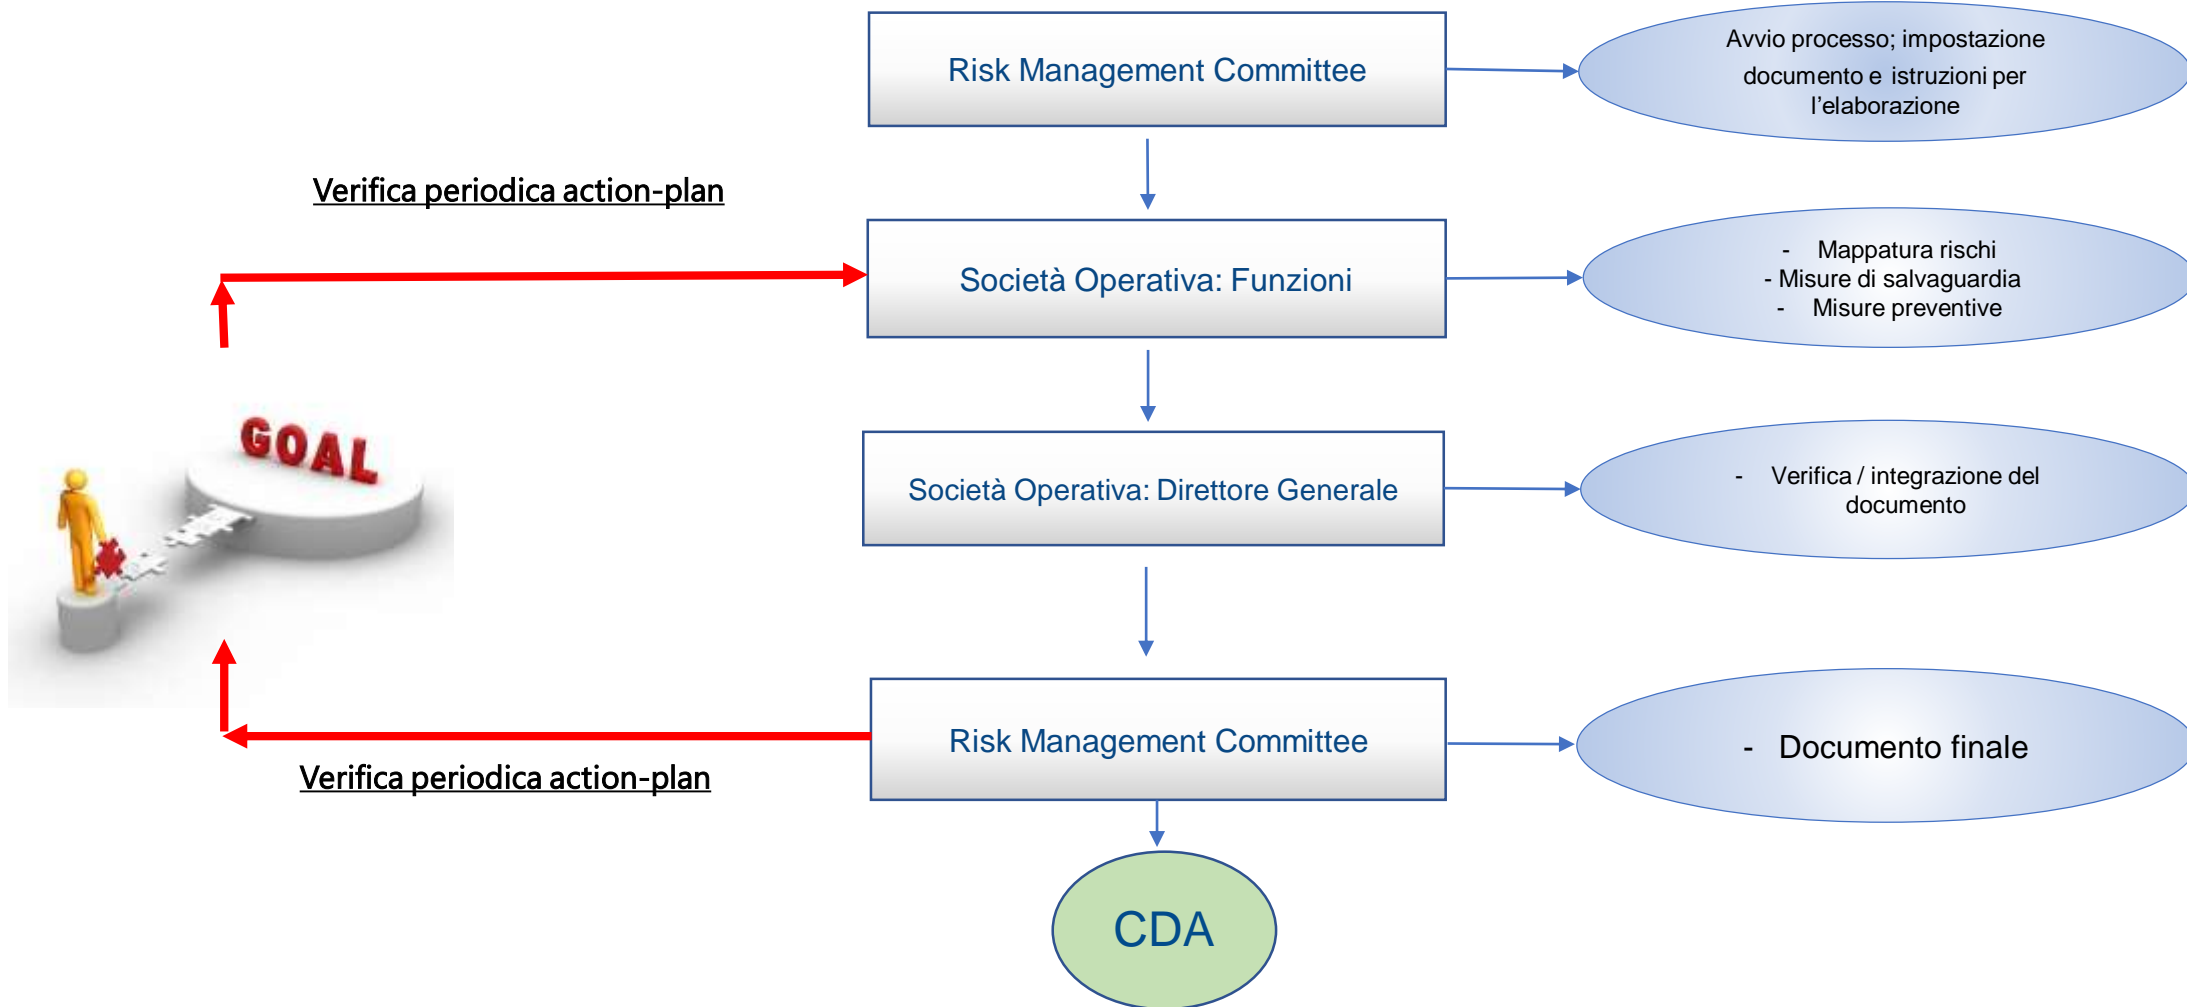 Risk Management Committee
Avvio processo; impostazione
documento e istruzioni per
l’elaborazione
Verifica periodica action-plan
Società Operativa: Funzioni
- Mappatura rischi
- Misure di salvaguardia
- Misure preventive
GOAL
Società Operativa: Direttore Generale
- Verifica / integrazione del
documento
Risk Management Committee
- Documento finale
Verifica periodica action-plan
CDA